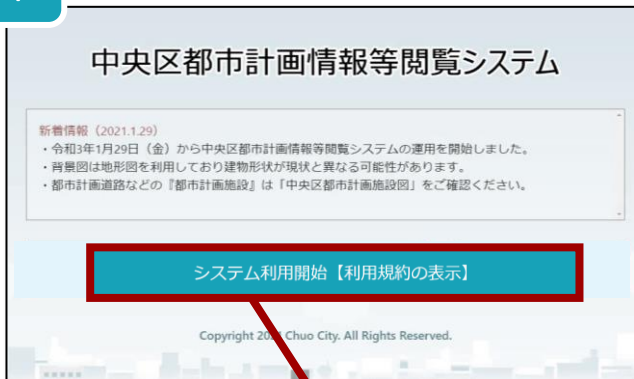 中央区都市計画情報等閲覧システム
新着情報（2021.1.29）
・令和3年1月29日（金）から中央区都市計画情報等閲覧システムの運用を開始しました。
・背景図は地形図を利用しており建物形状が現状と異なる可能性があります。
・都市計画道路などの『都市計画施設』は「中央区都市計画施設図」をご確認ください。
システム利用開始【利用規約の表示】
Copyright Chuo City. All Rights Reserved.